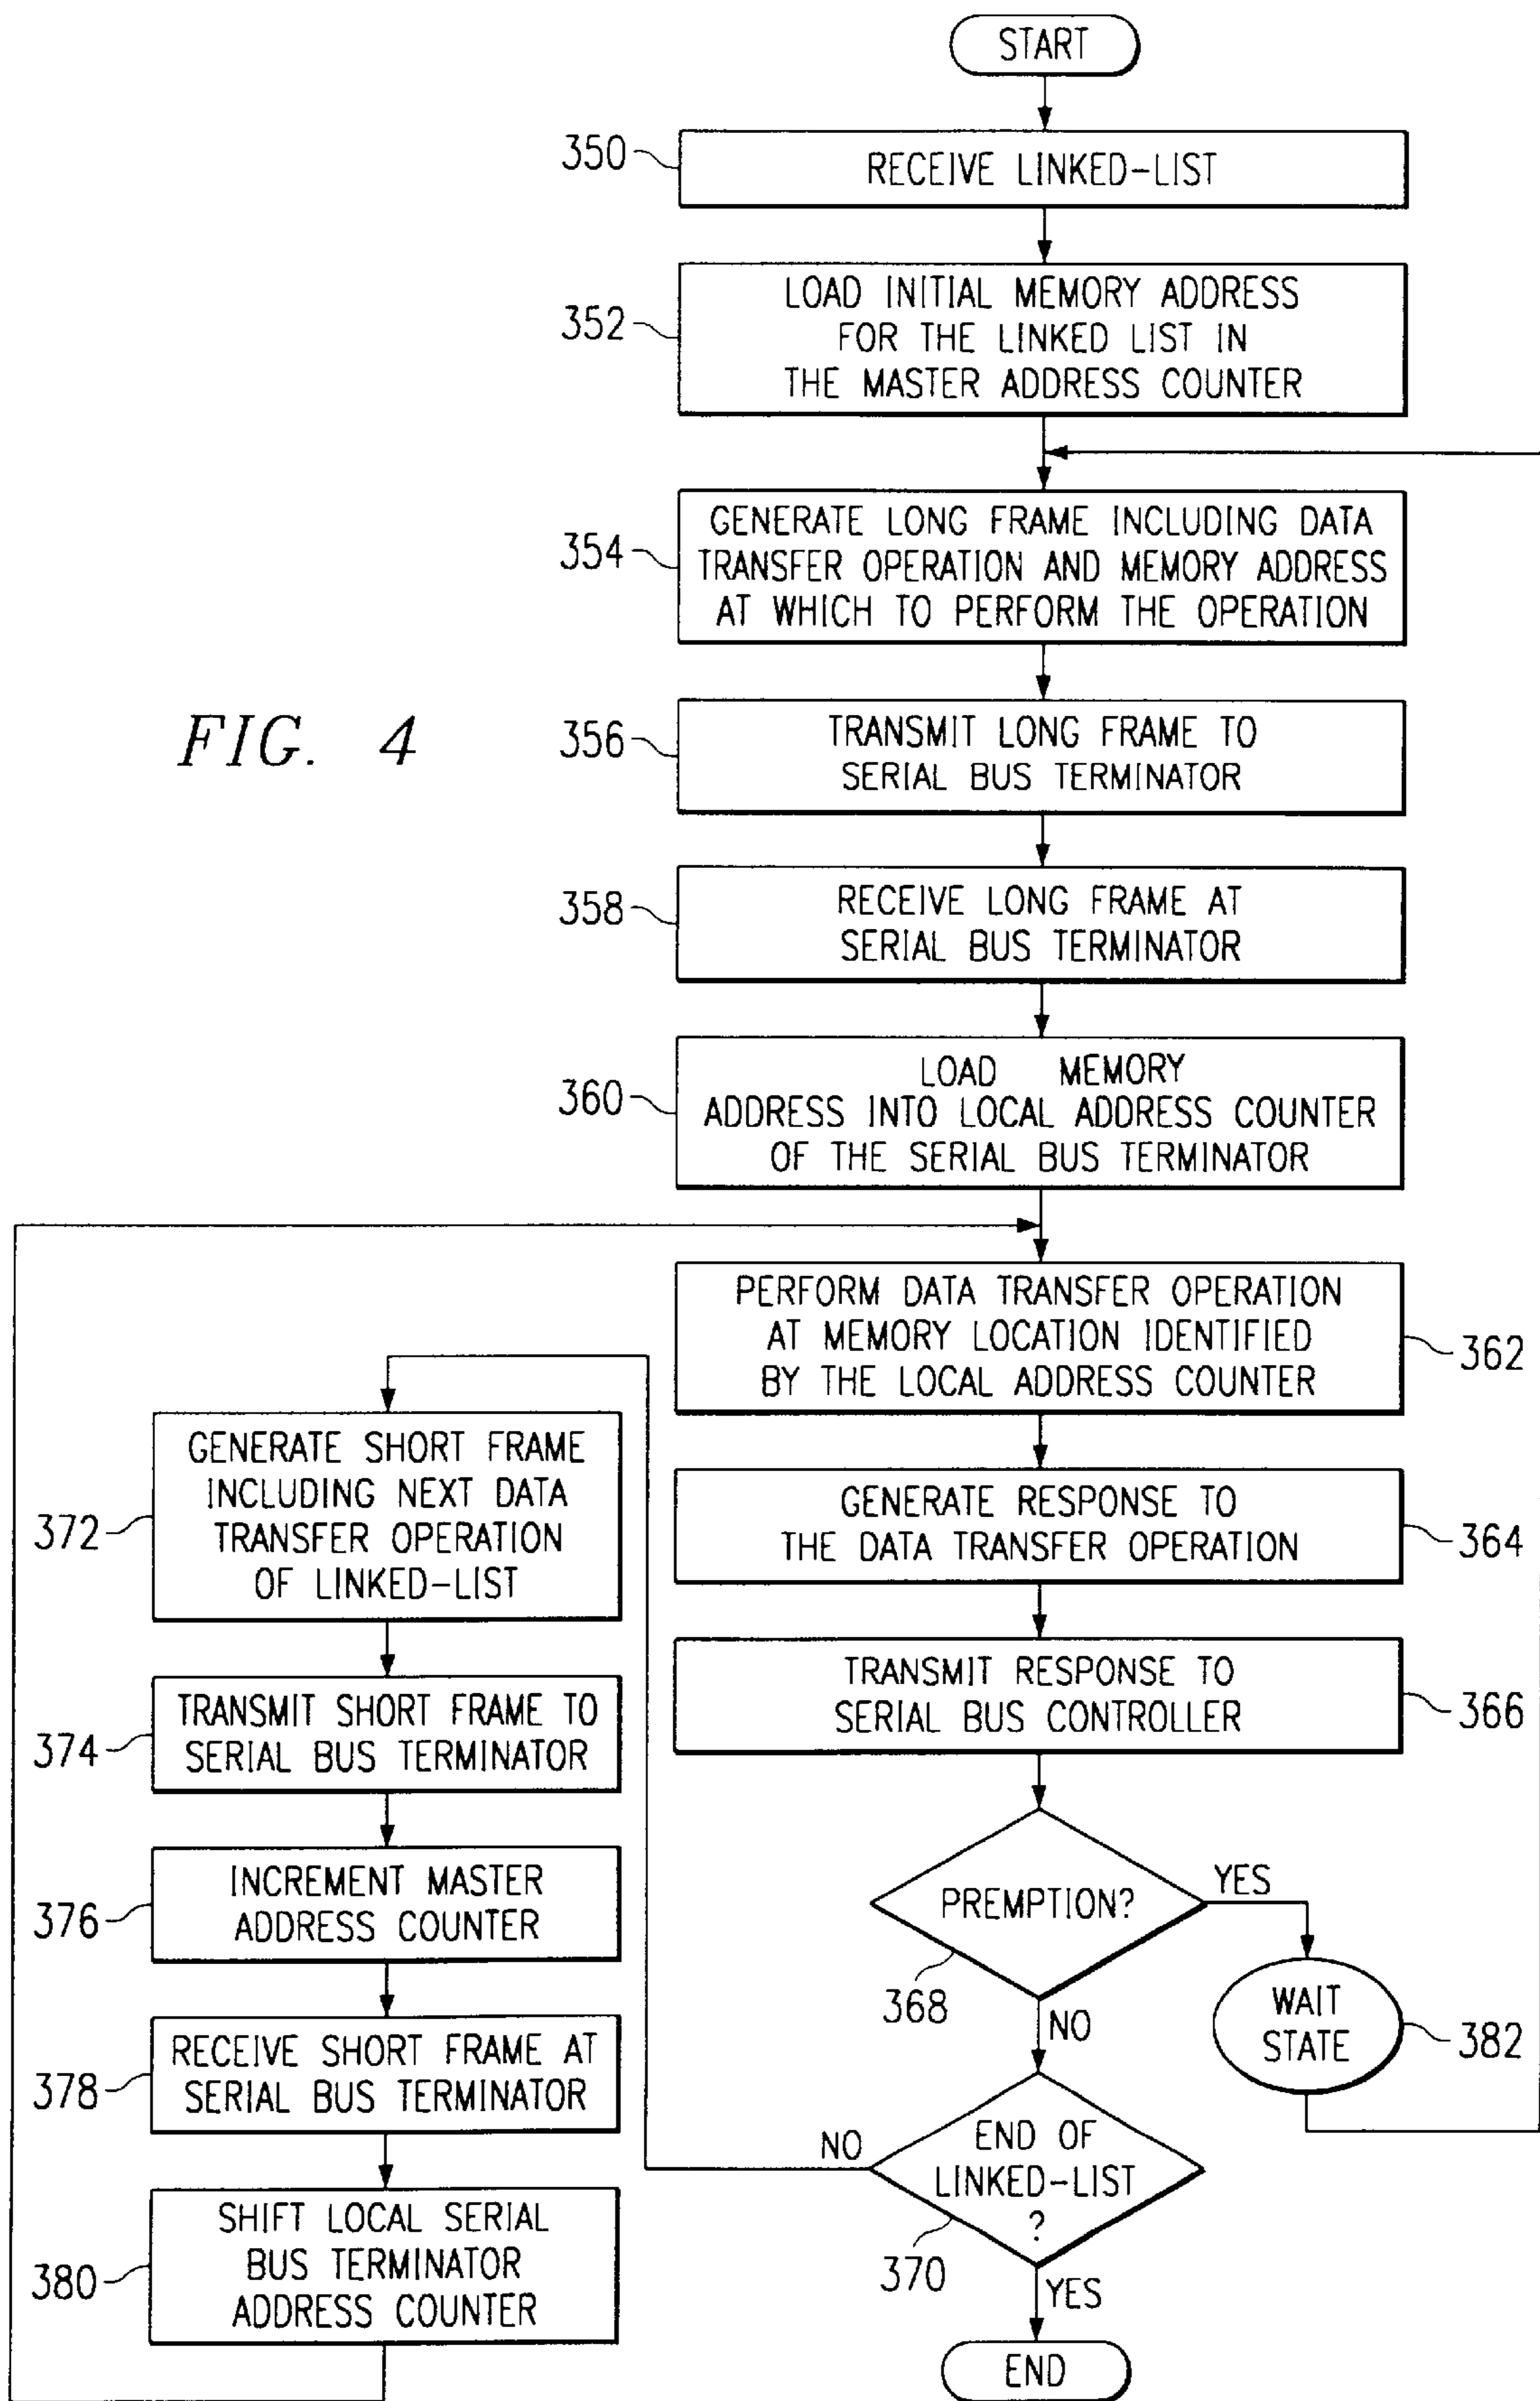 START
350
RECEIVE LINKED-LIST
352
LOAD INITIAL MEMORY ADDRESS
FOR THE LINKED LIST IN
THE MASTER ADDRESS COUNTER
354
GENERATE LONG FRAME INCLUDING DATA
TRANSFER OPERATION AND MEMORY ADDRESS
AT WHICH TO PERFORM THE OPERATION
FIG. 4
356
TRANSMIT LONG FRAME TO
SERIAL BUS TERMINATOR
358
RECEIVE LONG FRAME AT
SERIAL BUS TERMINATOR
360
LOAD MEMORY
ADDRESS INTO LOCAL ADDRESS COUNTER
OF THE SERIAL BUS TERMINATOR
PERFORM DATA TRANSFER OPERATION
AT MEMORY LOCATION IDENTIFIED
BY THE LOCAL ADDRESS COUNTER
362
GENERATE RESPONSE TO
THE DATA TRANSFER OPERATION
364
TRANSMIT RESPONSE TO
SERIAL BUS CONTROLLER
366
PREMPTION?
368
YES
NO
WAIT
STATE
382
END OF
LINKED-LIST
?
370
NO
YES
END
372
GENERATE SHORT FRAME
INCLUDING NEXT DATA
TRANSFER OPERATION
OF LINKED-LIST
374
TRANSMIT SHORT FRAME TO
SERIAL BUS TERMINATOR
376
INCREMENT MASTER
ADDRESS COUNTER
378
RECEIVE SHORT FRAME AT
SERIAL BUS TERMINATOR
380
SHIFT LOCAL SERIAL
BUS TERMINATOR
ADDRESS COUNTER